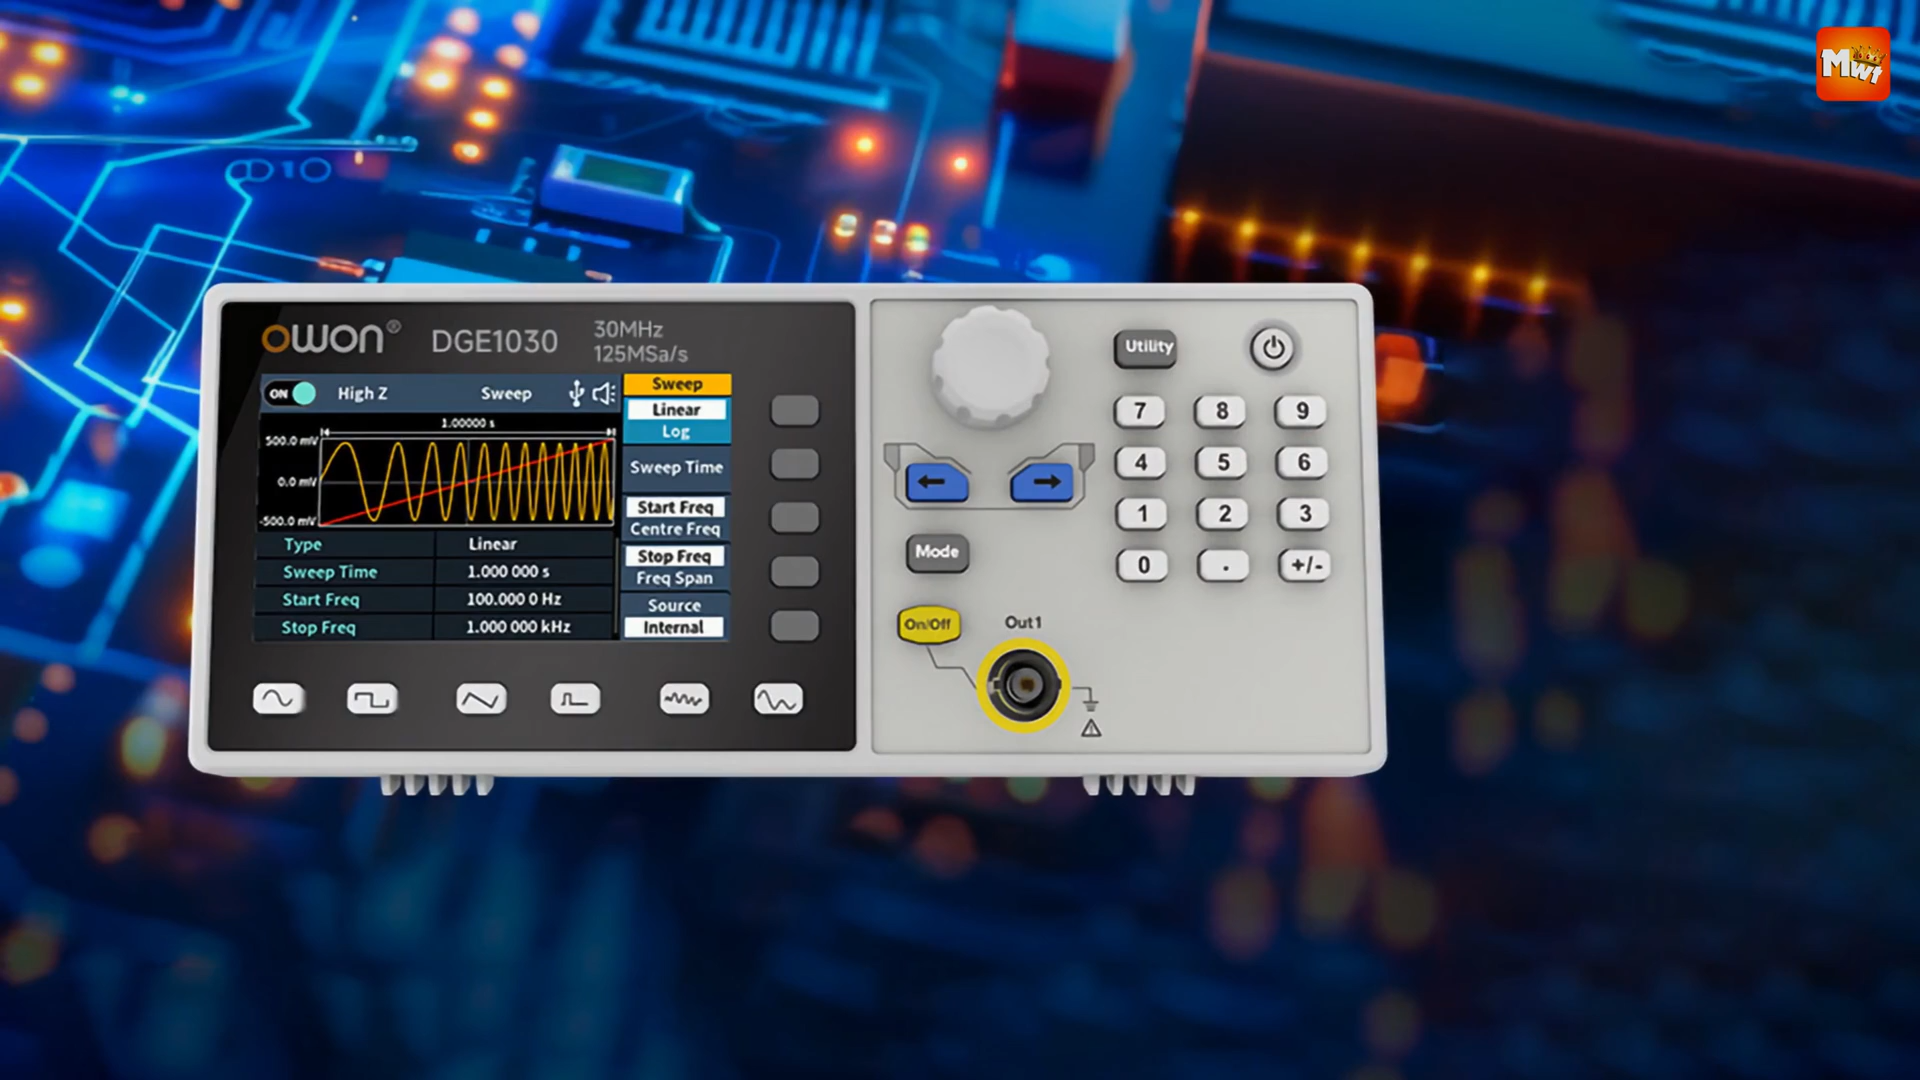 Mwt
D10
owon® DGE1030
30MHz
125MSa/s
ON High Z Sweep
Sweep
Linear
Log
Sweep Time
Start Freq
Centre Freq
Stop Freq
Freq Span
Source
Internal
1.00000 s
500.0 mV
0.0 mV
-500.0 mV
Type Linear
Sweep Time 1.000 000 s
Start Freq 100.000 0 Hz
Stop Freq 1.000 000 kHz
Utility
7 8 9
4 5 6
1 2 3
0 . +/-
← →
Mode
On/Off
Out1